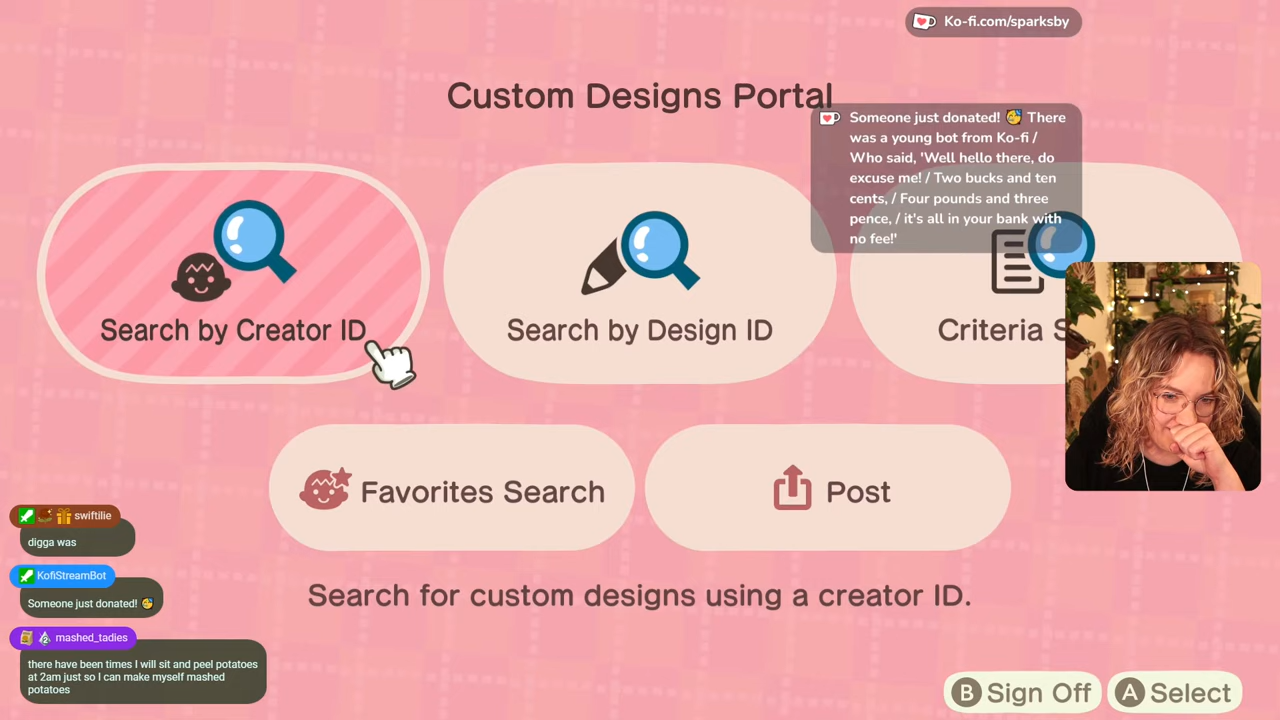 Ko-fi.com/sparksby
Custom Designs Portal
Someone just donated! 🥳 There
was a young bot from Ko-fi /
Who said, 'Well hello there, do
excuse me! / Two bucks and ten
cents, / Four pounds and three
pence, / it's all in your bank with
no fee!'
Search by Creator ID
Search by Design ID
Criteria S
Favorites Search
Post
swiftilie
digga was
KofiStreamBot
Someone just donated! 🥳
mashed_tadies
there have been times I will sit and peel potatoes
at 2am just so I can make myself mashed
potatoes
Search for custom designs using a creator ID.
B Sign Off
A Select